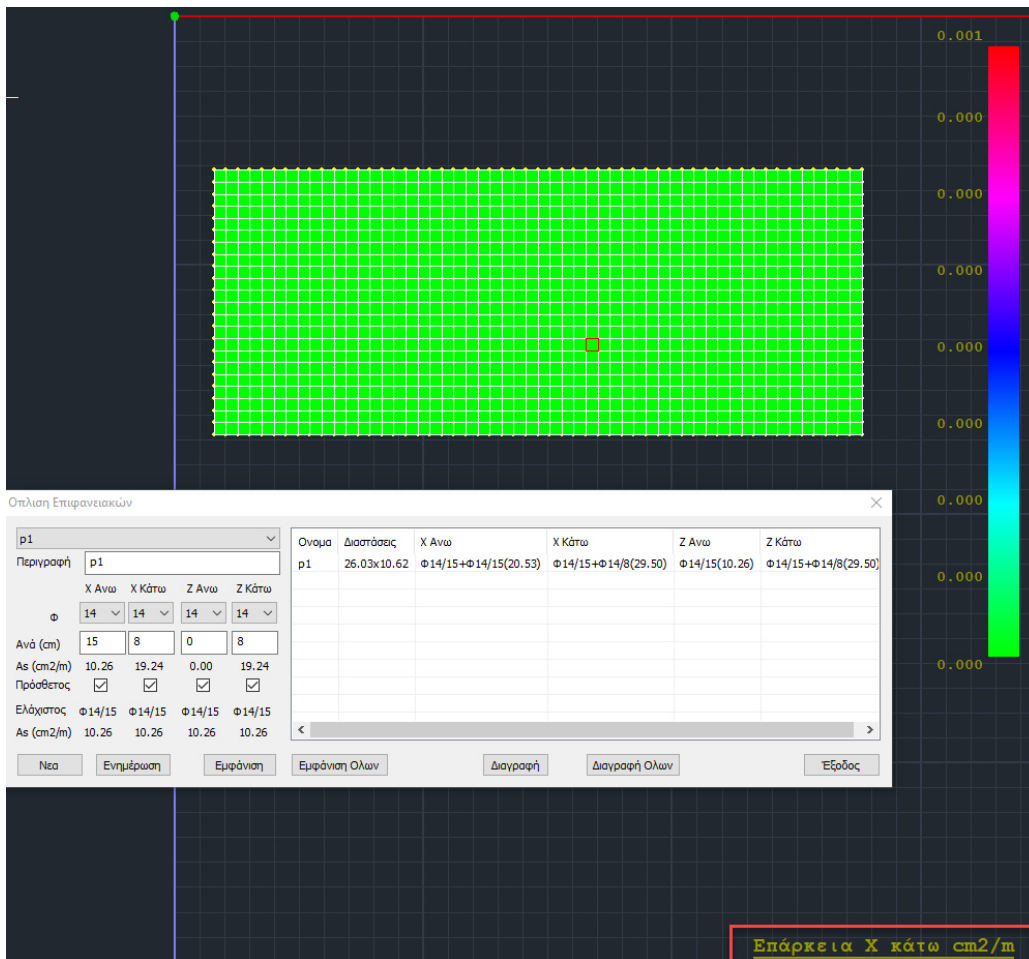 0.001
0.000
0.000
0.000
0.000
0.000
0.000
0.000
0.000
Οπλιση Επιφανειακών
p1
Περιγραφή p1
Χ Ανω Χ Κάτω Ζ Ανω Ζ Κάτω
Φ 14 14 14 14
Ανά (cm) 15 8 0 8
As (cm2/m) 10.26 19.24 0.00 19.24
Πρόσθετος
Ελάχιστος Φ14/15 Φ14/15 Φ14/15 Φ14/15
As (cm2/m) 10.26 10.26 10.26 10.26
Ονομα Διαστάσεις Χ Ανω Χ Κάτω Ζ Ανω Ζ Κάτω
p1 26.03x10.62 Φ14/15+Φ14/15(20.53) Φ14/15+Φ14/8(29.50) Φ14/15(10.26) Φ14/15+Φ14/8(29.50)
Νεα Ενημέρωση Εμφάνιση Εμφάνιση Ολων Διαγραφή Διαγραφή Ολων Έξοδος
Επάρκεια Χ κάτω cm2/m